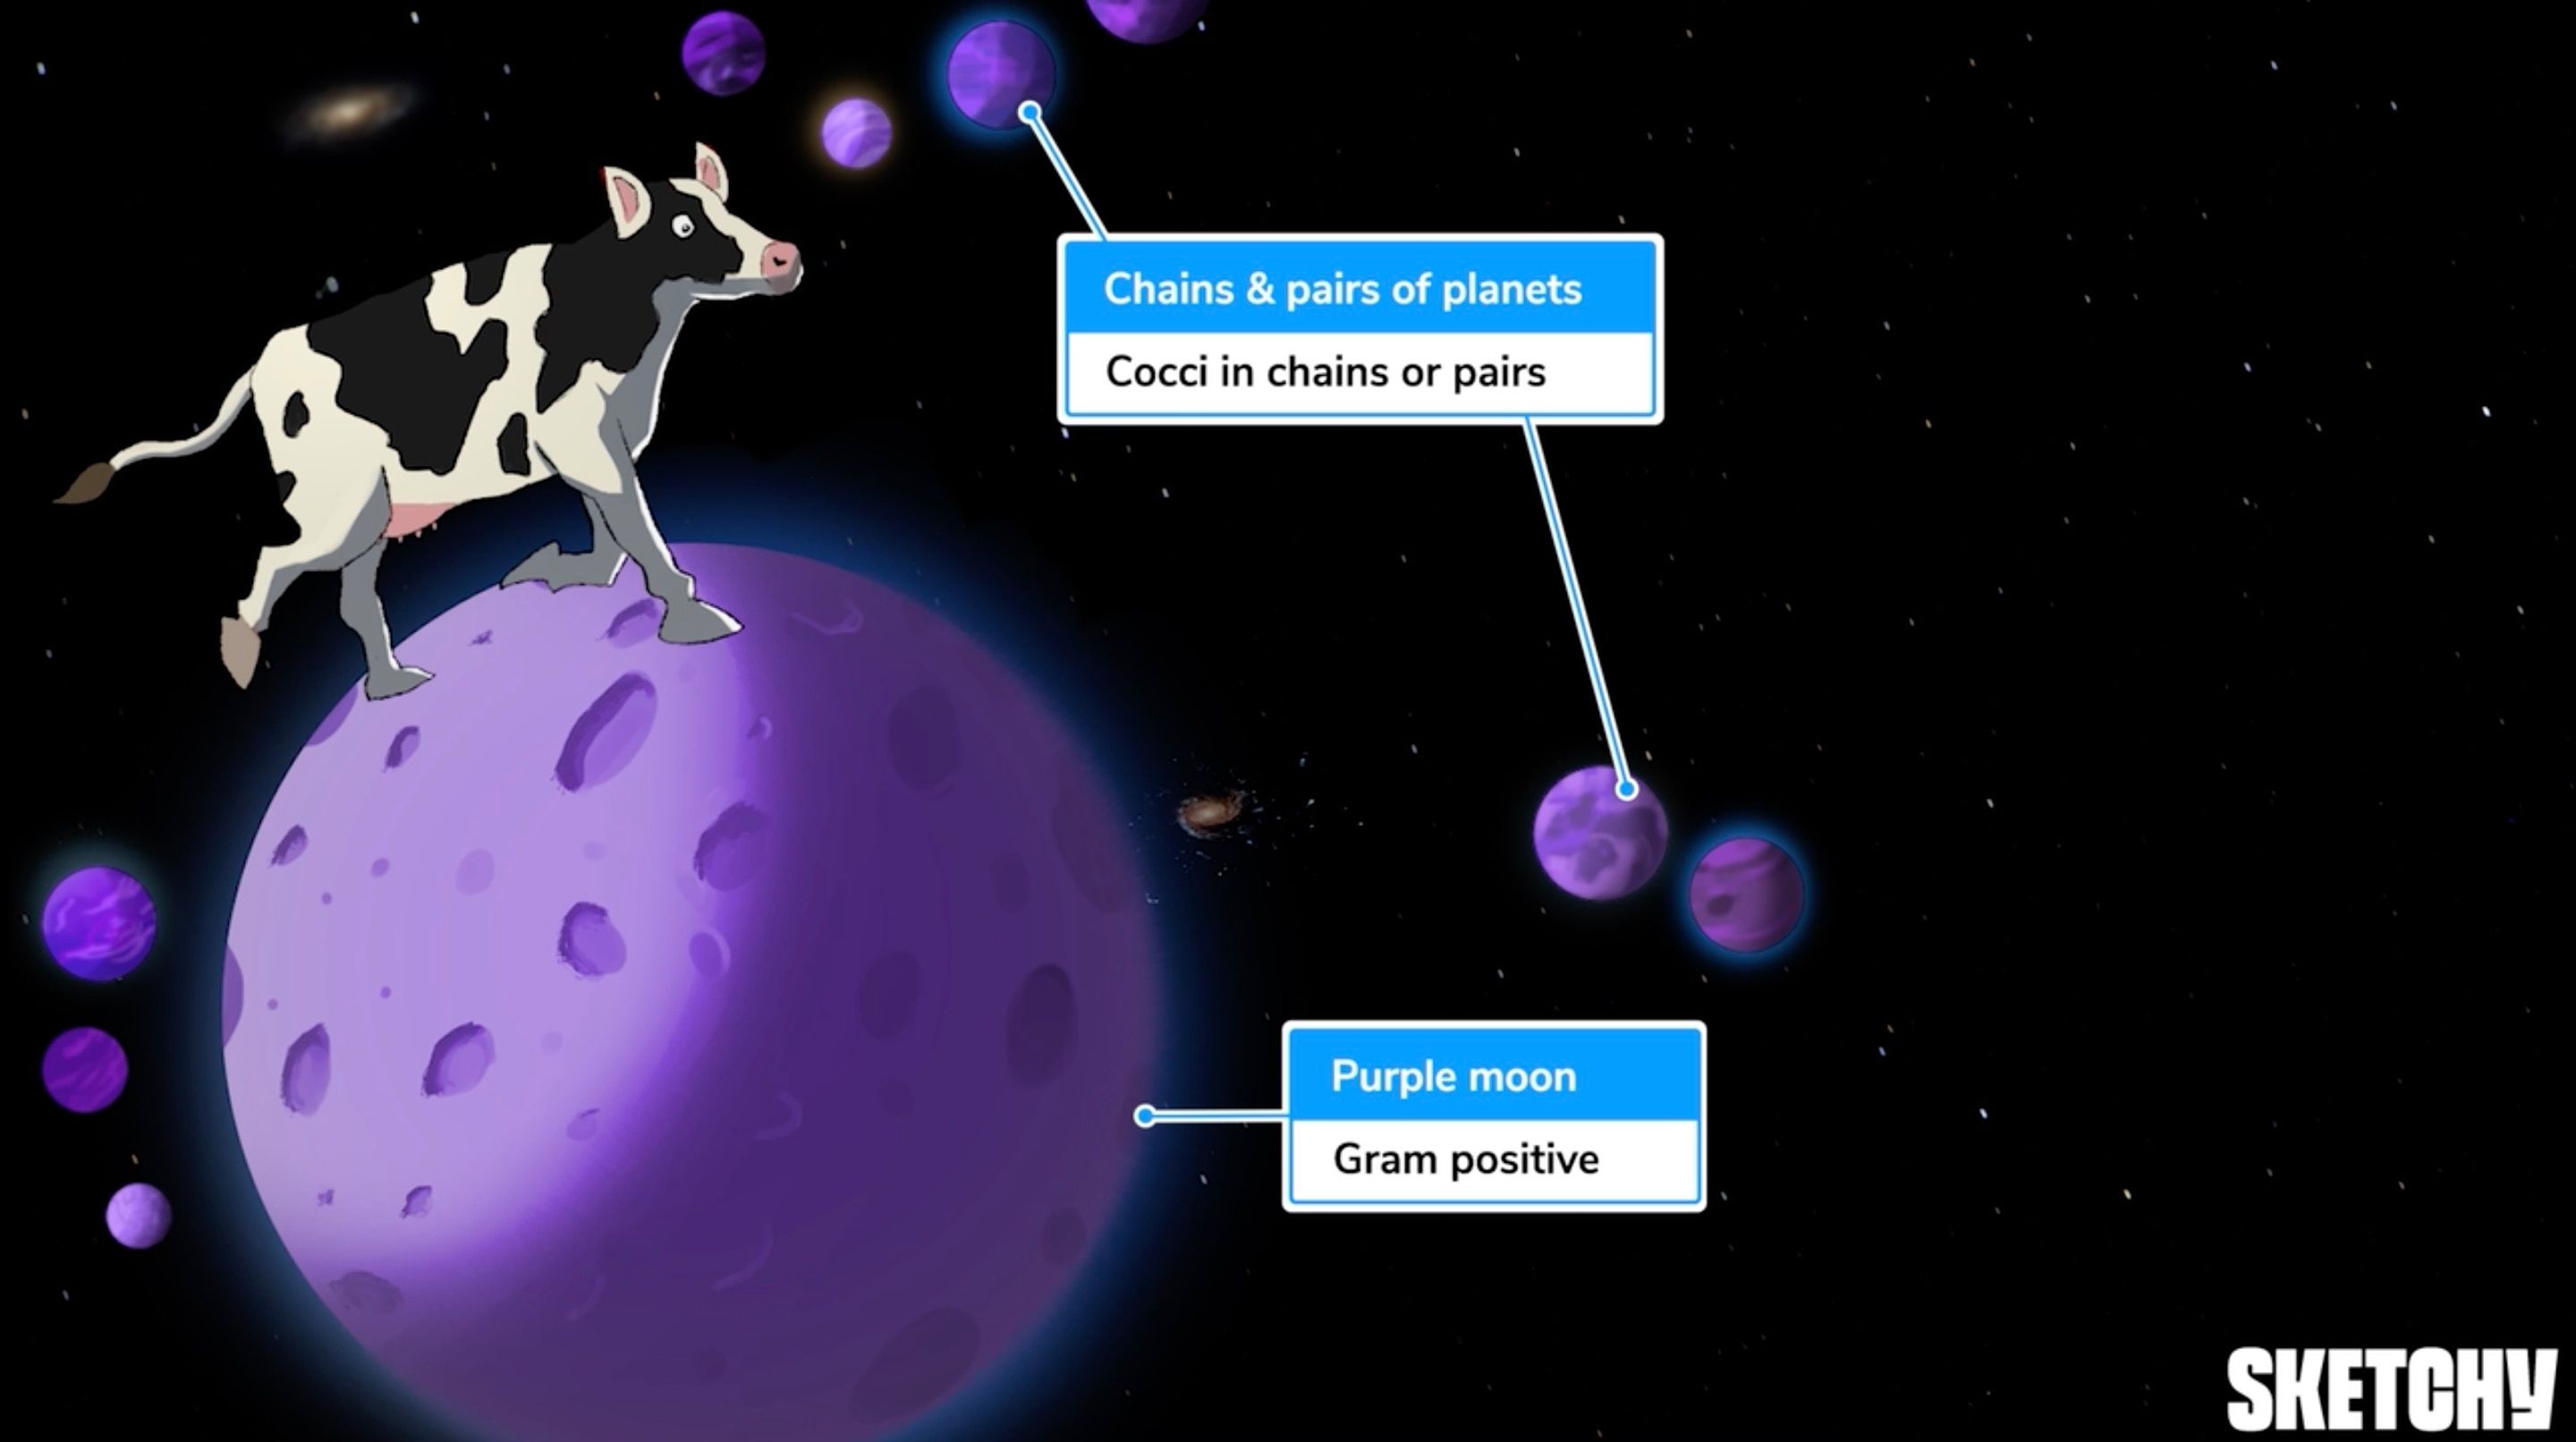 Chains & pairs of planets
Cocci in chains or pairs
Purple moon
Gram positive
SKETCHY